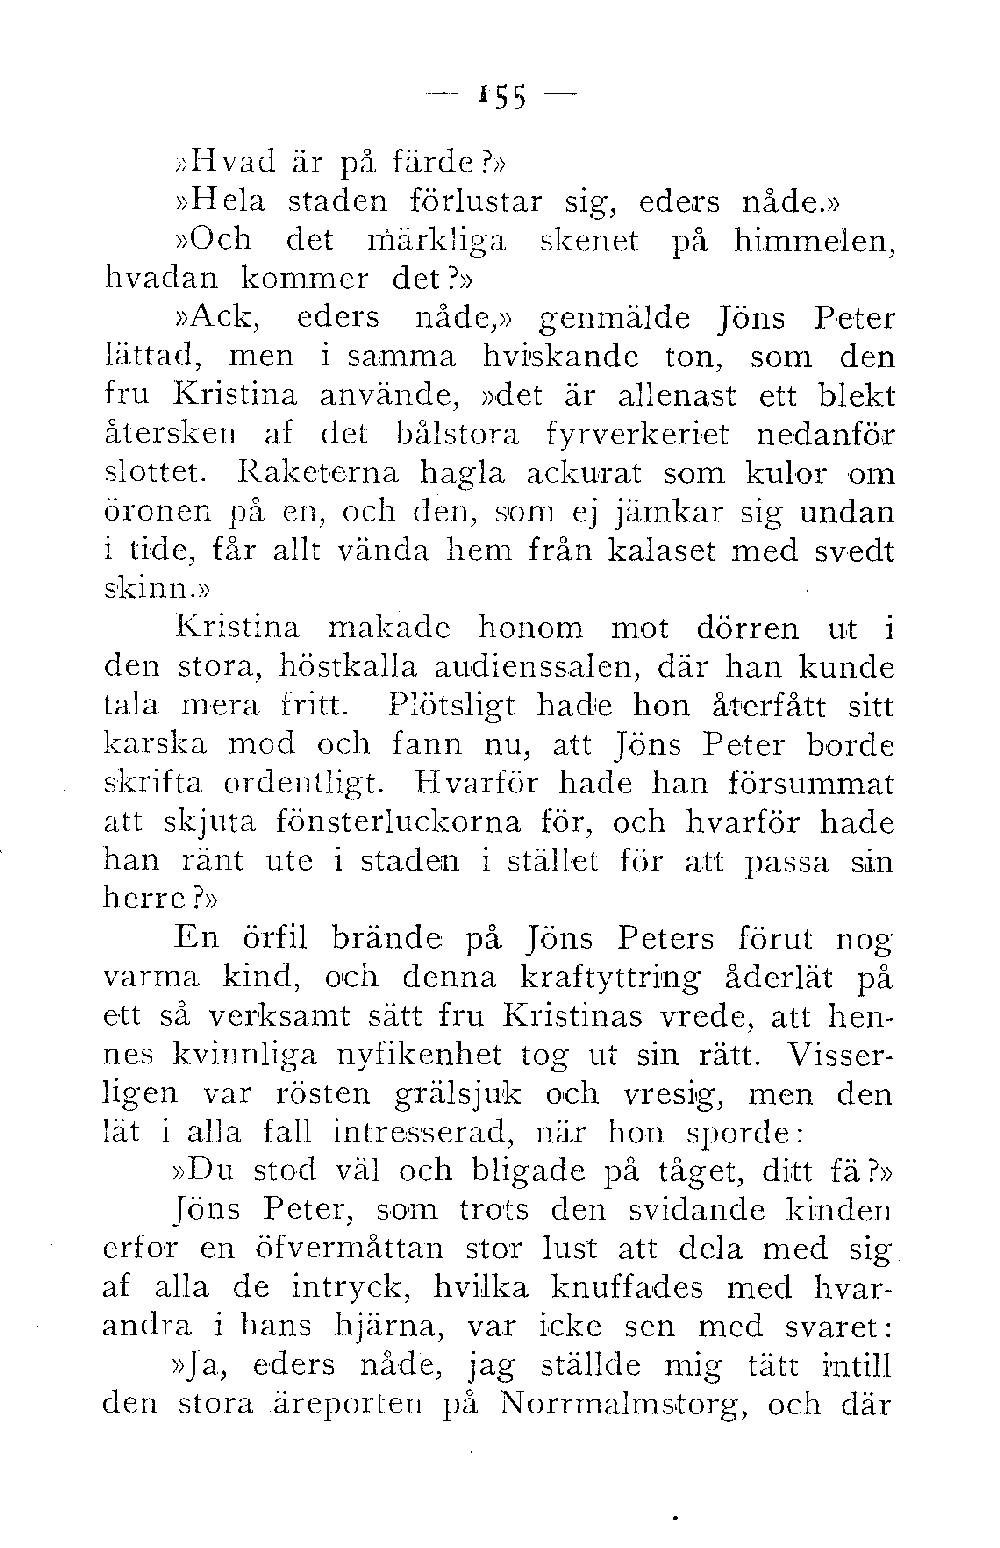 — 155 —
»Hvad är på färde?»
»Hela staden förlustar sig, eders nåde.»
»Och det märkliga skenet på himmelen,
hvadan kommer det?»
»Ack, eders nåde,» genmälde Jöns Peter
lättad, men i samma hviskande ton, som den
fru Kristina använde, »det är allenast ett blekt
återsken af det bålstora fyrverkeriet nedanför
slottet. Raketerna hagla ackurat som kulor om
öronen på en, och den, som ej jämkar sig undan
i tide, får allt vända hem från kalaset med svedt
skinn.»
Kristina makade honom mot dörren ut i
den stora, höstkalla audienssalen, där han kunde
tala mera fritt. Plötsligt hade hon återfått sitt
karska mod och fann nu, att Jöns Peter borde
skrifta ordentligt. Hvarför hade han försummat
att skjuta fönsterluckorna för, och hvarför hade
han ränt ute i staden i stället för att passa sin
herre?»
En örfil brände på Jöns Peters förut nog
varma kind, och denna kraftyttring åderlät på
ett så verksamt sätt fru Kristinas vrede, att hen-
nes kvinnliga nyfikenhet tog ut sin rätt. Visser-
ligen var rösten grälsjuk och vresig, men den
lät i alla fall intresserad, när hon sporde:
»Du stod väl och bligade på tåget, ditt fä?»
Jöns Peter, som trots den svidande kinden
erfor en öfvermåttan stor lust att dela med sig
af alla de intryck, hvilka knuffades med hvar-
andra i hans hjärna, var icke sen med svaret:
»Ja, eders nåde, jag ställde mig tätt intill
den stora äreporten på Norrmalmstorg, och där